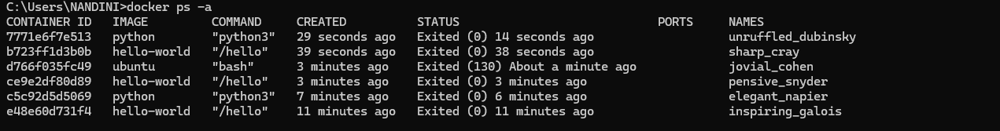 C:\Users\NANDINI>docker ps -a
CONTAINER ID   IMAGE         COMMAND     CREATED          STATUS                            PORTS     NAMES
7771e6f7e513   python        "python3"   29 seconds ago   Exited (0) 14 seconds ago                   unruffled_dubinsky
b723ff1d3b0b   hello-world   "/hello"    39 seconds ago   Exited (0) 38 seconds ago                   sharp_cray
d766f035fc49   ubuntu        "bash"      3 minutes ago    Exited (130) About a minute ago             jovial_cohen
ce9e2df80d89   hello-world   "/hello"    3 minutes ago    Exited (0) 3 minutes ago                    pensive_snyder
c5c92d5d5069   python        "python3"   7 minutes ago    Exited (0) 6 minutes ago                    elegant_napier
e48e60d731f4   hello-world   "/hello"    11 minutes ago   Exited (0) 11 minutes ago                   inspiring_galois